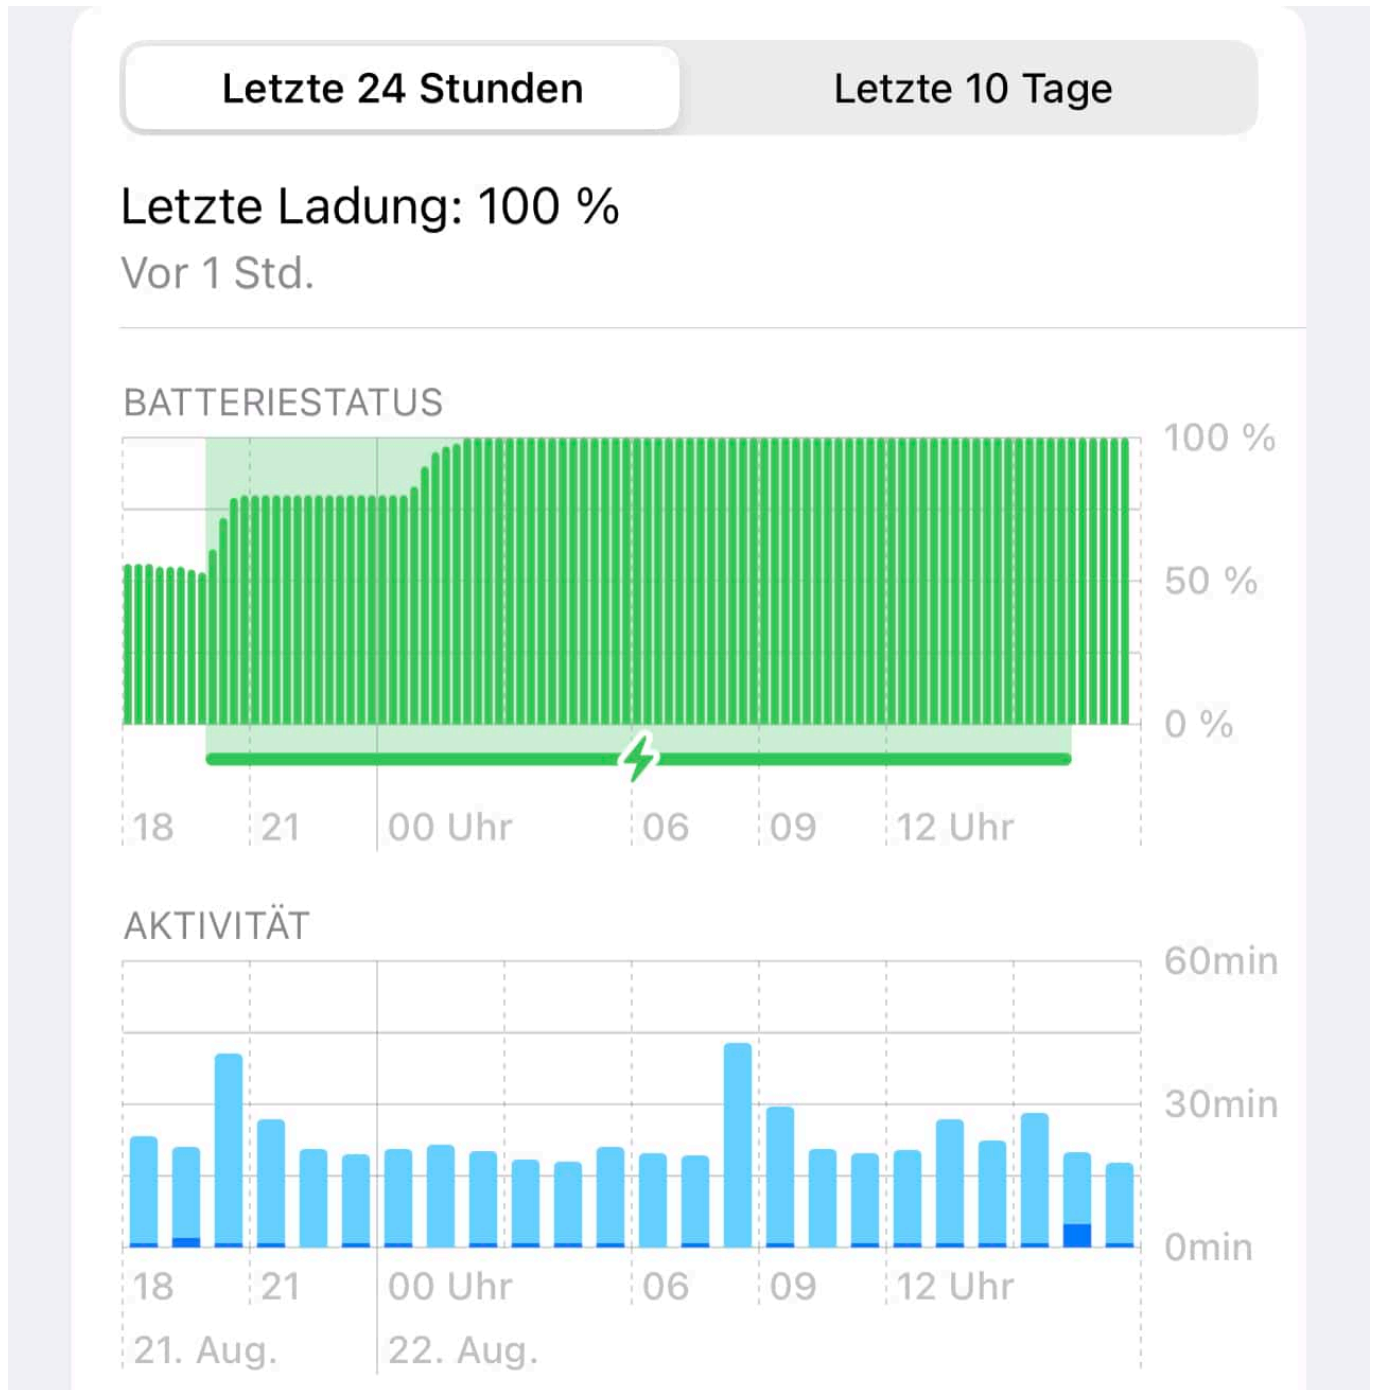 Letzte 24 Stunden Letzte 10 Tage
Letzte Ladung: 100 %
Vor 1 Std.
BATTERIESTATUS
100 %
50 %
0 %
18 21 00 Uhr 06 09 12 Uhr
AKTIVITÄT
60min
30min
0min
18 21 00 Uhr 06 09 12 Uhr
21. Aug. 22. Aug.